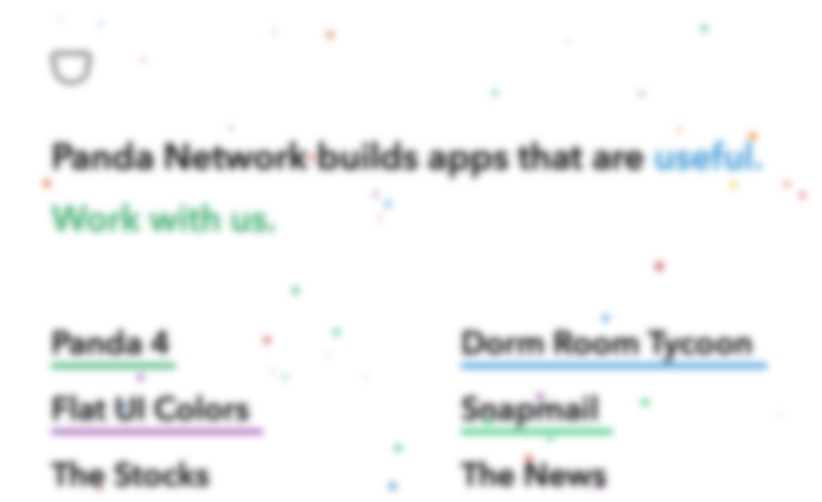 Panda Network builds apps that are useful.
Work with us.
Panda 4
Dorm Room Tycoon
Flat UI Colors
Soapmail
The Stocks
The News